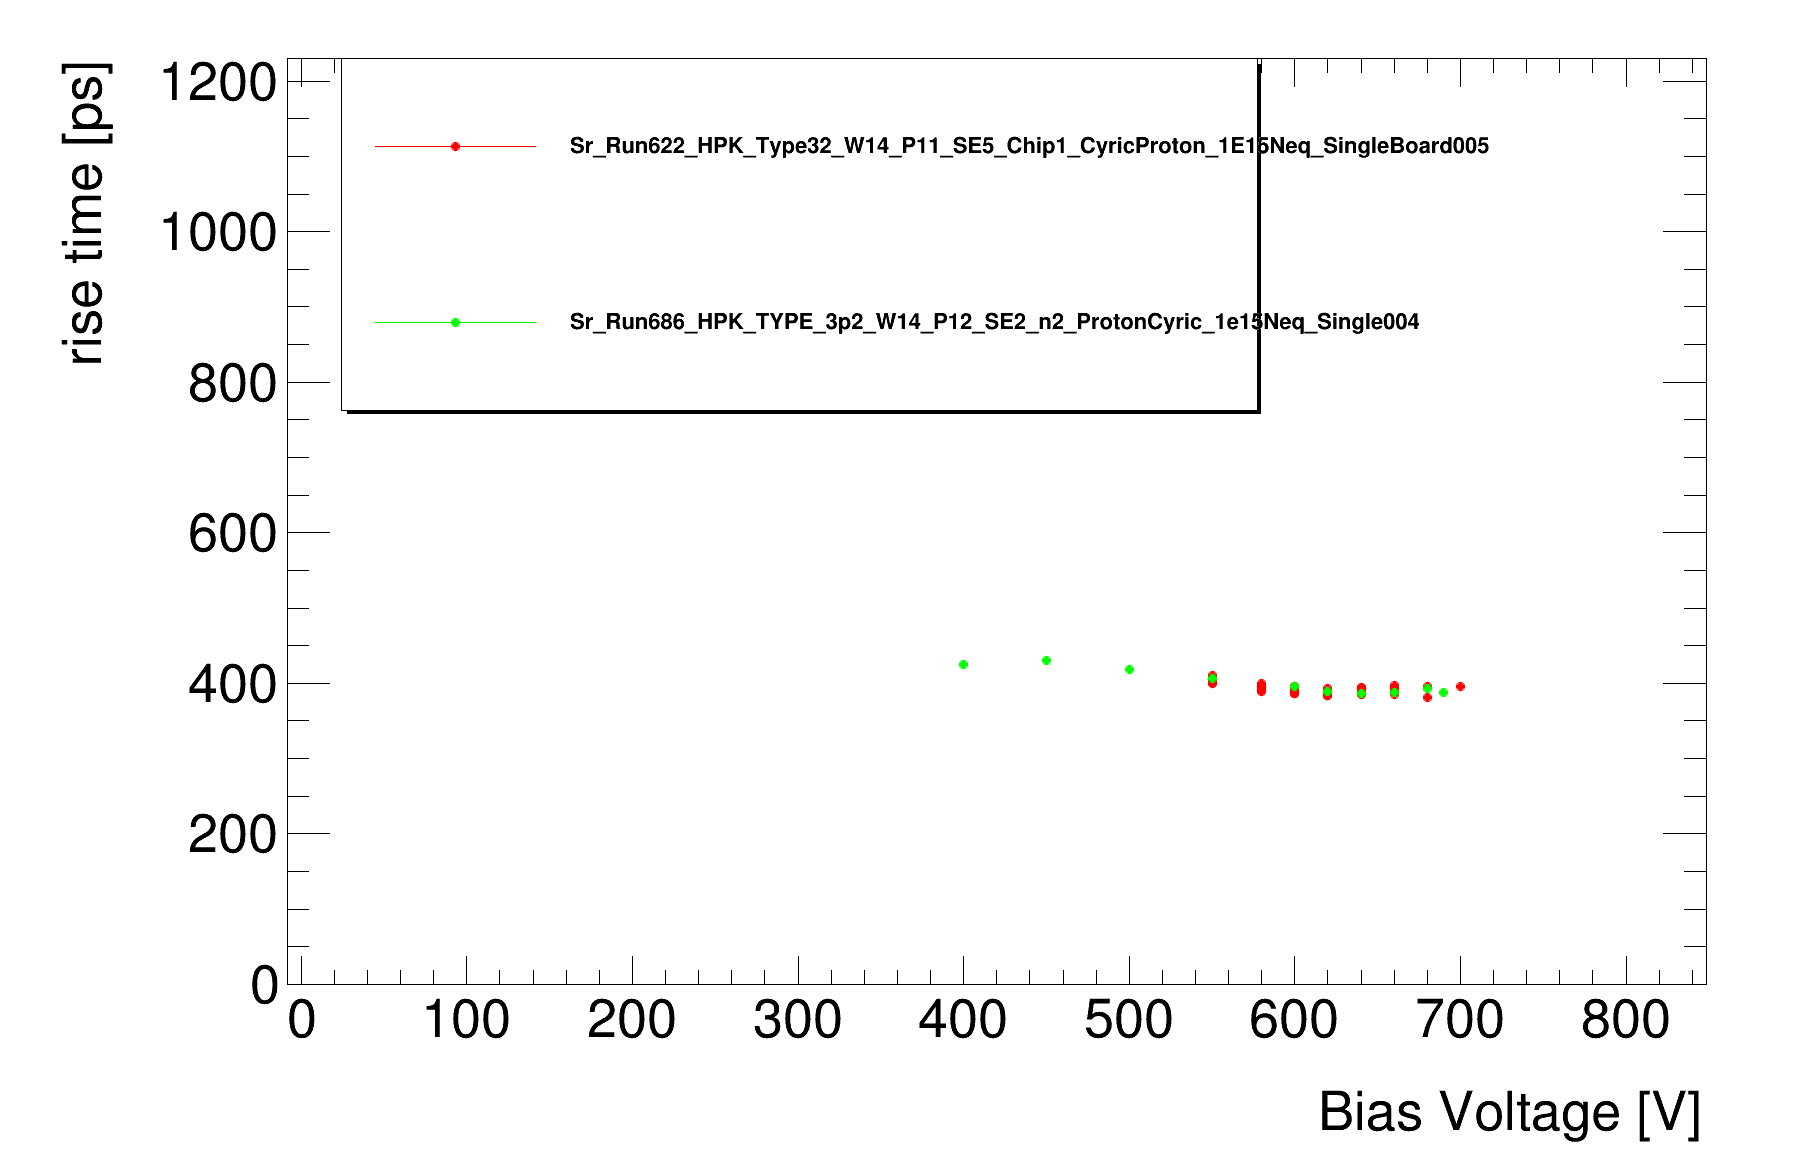 rise time [ps]
1200
1000
800
600
400
200
0
Sr_Run622_HPK_Type32_W14_P11_SE5_Chip1_CyricProton_1E15Neq_SingleBoard005
Sr_Run686_HPK_TYPE_3p2_W14_P12_SE2_n2_ProtonCyric_1e15Neq_Single004
0 100 200 300 400 500 600 700 800
Bias Voltage [V]